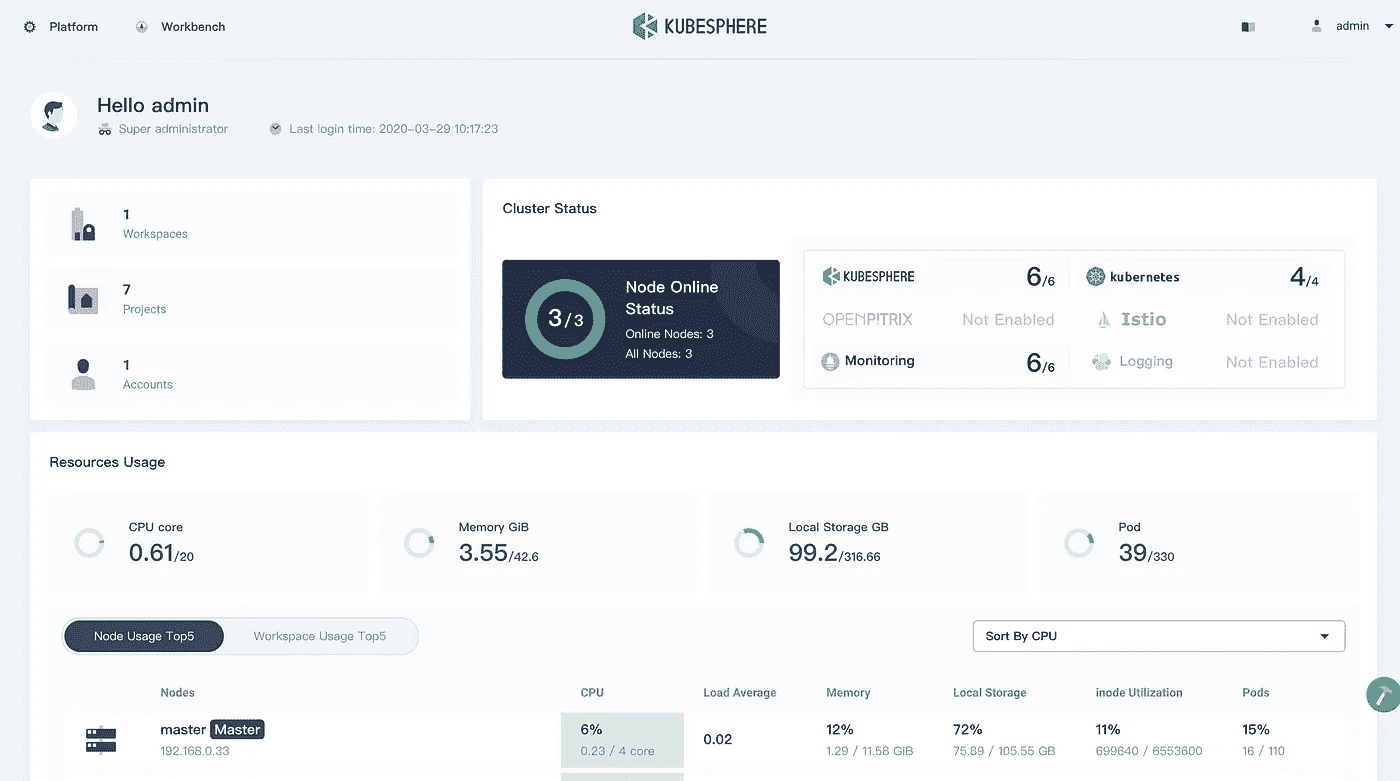 Platform
Workbench
KUBESPHERE
admin
Hello admin
Super administrator
Last login time: 2020-03-29 10:17:23
1
Workspaces
7
Projects
1
Accounts
Cluster Status
3/3
Node Online
Status
Online Nodes: 3
All Nodes: 3
KUBESPHERE 6/6
kubernetes 4/4
OPENPITRIX Not Enabled
Istio Not Enabled
Monitoring 6/6
Logging Not Enabled
Resources Usage
CPU core
0.61/20
Memory GiB
3.55/42.6
Local Storage GB
99.2/316.66
Pod
39/330
Node Usage Top5
Workspace Usage Top5
Sort By CPU
Nodes CPU Load Average Memory Local Storage inode Utilization Pods
master Master 6% 0.02 12% 72% 11% 15%
192.168.0.33 0.23 / 4 core 1.29 / 11.58 GiB 75.89 / 105.55 GB 699640 / 6553600 16 / 110